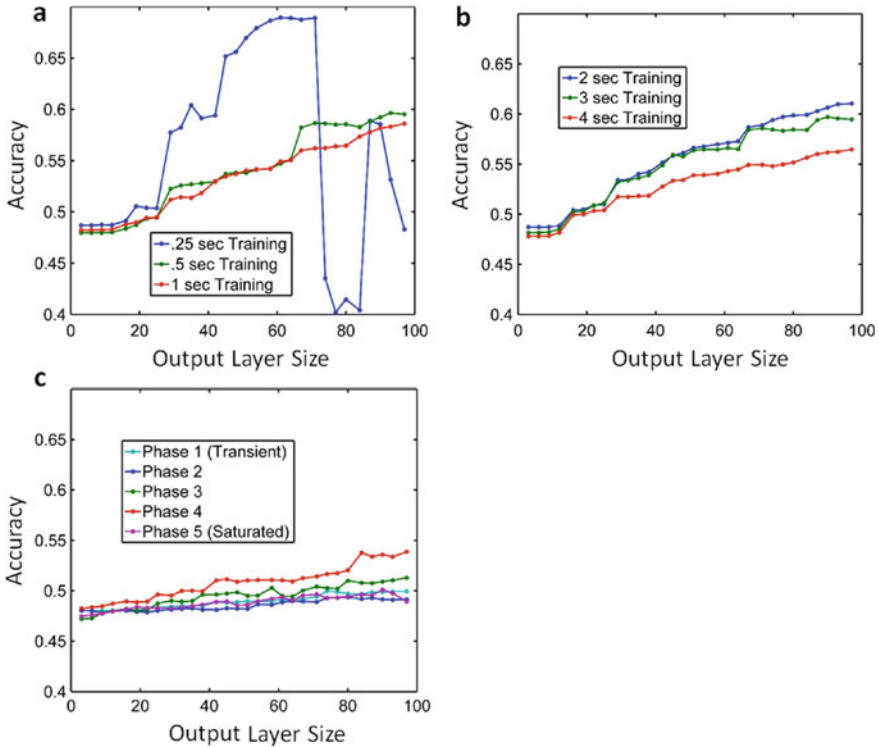 a
Accuracy
0.65
0.6
0.55
0.5
0.45
0.4
.25 sec Training
.5 sec Training
1 sec Training
0 20 40 60 80 100
Output Layer Size
b
Accuracy
0.65
0.6
0.55
0.5
0.45
0.4
2 sec Training
3 sec Training
4 sec Training
0 20 40 60 80 100
Output Layer Size
c
Accuracy
0.65
0.6
0.55
0.5
0.45
0.4
Phase 1 (Transient)
Phase 2
Phase 3
Phase 4
Phase 5 (Saturated)
0 20 40 60 80 100
Output Layer Size